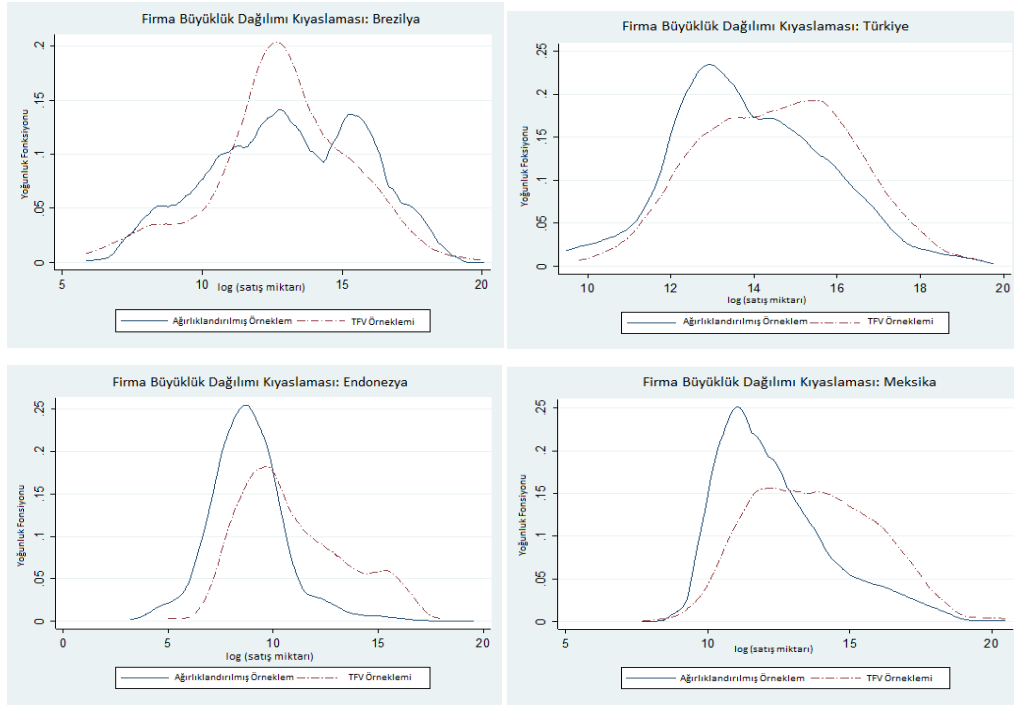 Firma Büyüklük Dağılımı Kıyaslaması: Brezilya
Yoğunluk Fonksiyonu
.2
.15
.1
.05
0
5 10 15 20
log (satış miktarı)
Ağırlıklandırılmış Örneklem TFV Örneklemi
Firma Büyüklük Dağılımı Kıyaslaması: Türkiye
Yoğunluk Foksiyonu
.25
.2
.15
.1
.05
0
10 12 14 16 18 20
log (satış miktarı)
Ağırlıklandırılmış Örneklem TFV Örneklemi
Firma Büyüklük Dağılımı Kıyaslaması: Endonezya
Yoğunluk Fonsiyonu
.25
.2
.15
.1
.05
0
0 5 10 15 20
log (satış miktarı)
Ağırlıklandırılmış Örneklem TFV Örneklemi
Firma Büyüklük Dağılımı Kıyaslaması: Meksika
Yoğunluk Fonsiyonu
.25
.2
.15
.1
.05
0
5 10 15 20
log (satış miktarı)
Ağırlıklandırılmış Örneklem TFV Örneklemi